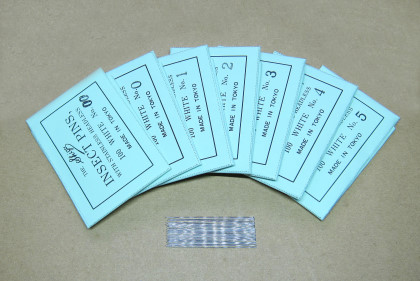 THE Shiga
INSECT PINS
WITH STAINLESS HEADLESS
WHITE No. 00
100 MADE IN TOKYO
WHITE No. 0
100 MADE IN TOKYO
WHITE No. 1
100 MADE IN TOKYO
WHITE No. 2
100 MADE IN TOKYO
WHITE No. 3
MADE IN TOKYO
HEADLESS
100 WHITE No. 4
MADE IN TOKYO
100 WHITE No. 5
MADE IN TOKYO